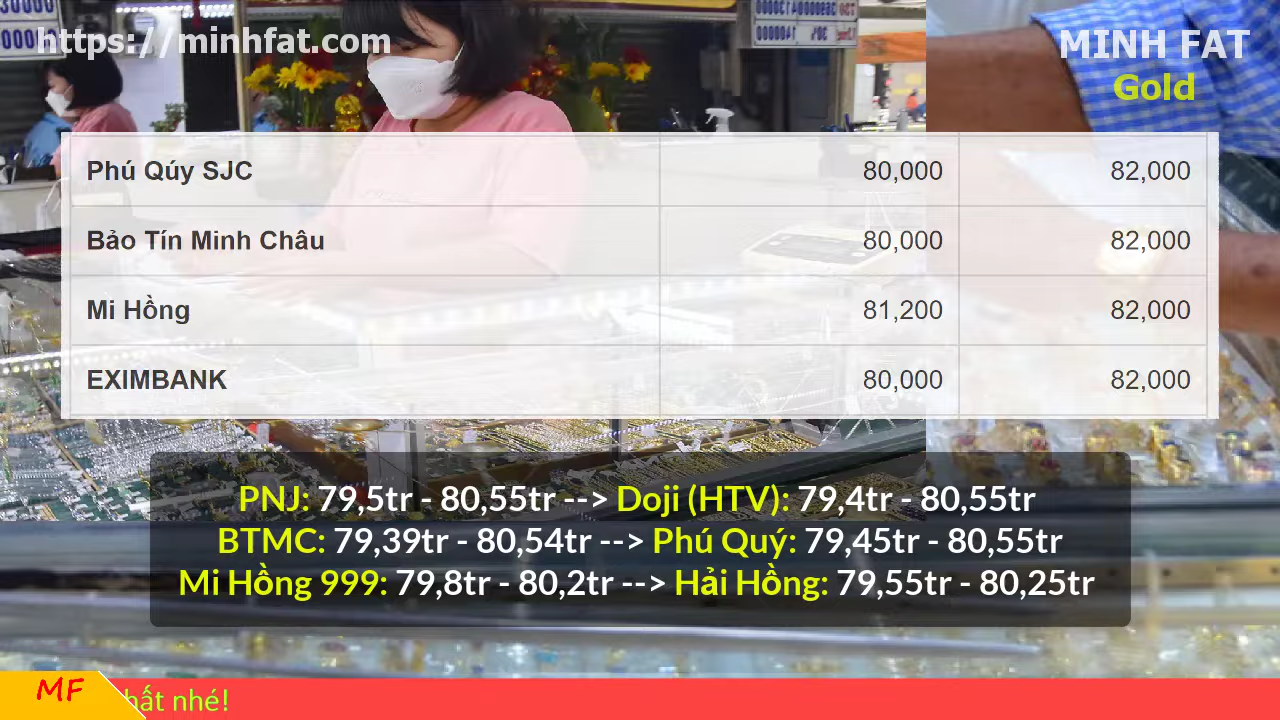 https://minhfat.com
MINH FAT
Gold
Phú Qúy SJC 80,000 82,000
Bảo Tín Minh Châu 80,000 82,000
Mi Hồng 81,200 82,000
EXIMBANK 80,000 82,000
PNJ: 79,5tr - 80,55tr --> Doji (HTV): 79,4tr - 80,55tr
BTMC: 79,39tr - 80,54tr --> Phú Quý: 79,45tr - 80,55tr
Mi Hồng 999: 79,8tr - 80,2tr --> Hải Hồng: 79,55tr - 80,25tr
MF
hất nhé!